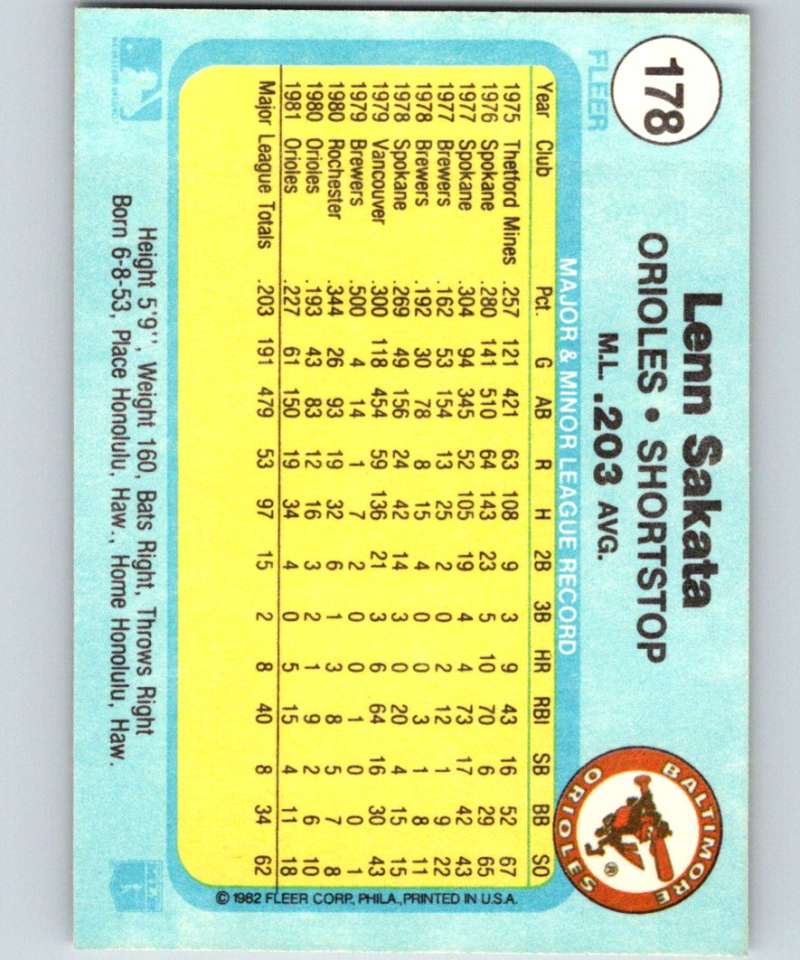 178
FLEER
Lenn Sakata
ORIOLES • SHORTSTOP
M.L. .203 AVG.
BALTIMORE ORIOLES
®
MAJOR & MINOR LEAGUE RECORD
Year Club Pct. G AB R H 2B 3B HR RBI SB BB SO
1975 Thetford Mines .257 121 421 63 108 9 3 9 43 16 52 67
1976 Spokane .280 141 510 64 143 23 5 10 70 6 29 65
1977 Spokane .304 94 345 52 105 19 4 4 73 17 42 43
1977 Brewers .162 53 154 13 25 2 0 2 12 1 9 22
1978 Brewers .192 30 78 8 15 4 0 0 3 1 8 11
1978 Spokane .269 49 156 24 42 14 3 0 20 4 15 15
1979 Vancouver .300 118 454 59 136 21 3 6 64 16 30 43
1979 Brewers .500 4 14 1 7 2 0 0 1 0 0 1
1980 Rochester .344 26 93 19 32 6 1 3 8 5 7 8
1980 Orioles .193 43 83 12 16 3 2 1 9 2 6 10
1981 Orioles .227 61 150 19 34 4 0 5 15 4 11 18
Major League Totals .203 191 479 53 97 15 2 8 40 8 34 62
© 1982 FLEER CORP. PHILA., PRINTED IN U.S.A.
Height 5'9'', Weight 160, Bats Right, Throws Right
Born 6-8-53, Place Honolulu, Haw., Home Honolulu, Haw.